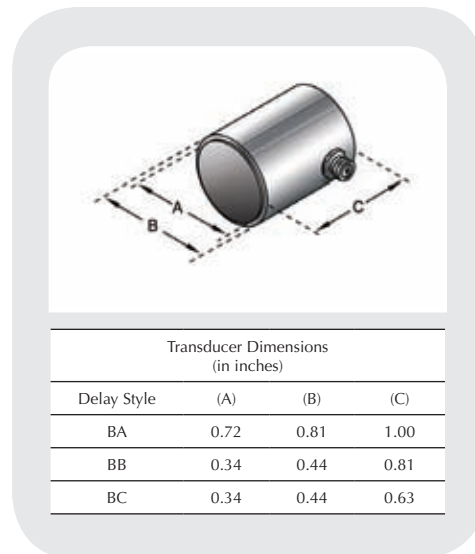 A
B
C
Transducer Dimensions
(in inches)
Delay Style (A) (B) (C)
BA 0.72 0.81 1.00
BB 0.34 0.44 0.81
BC 0.34 0.44 0.63